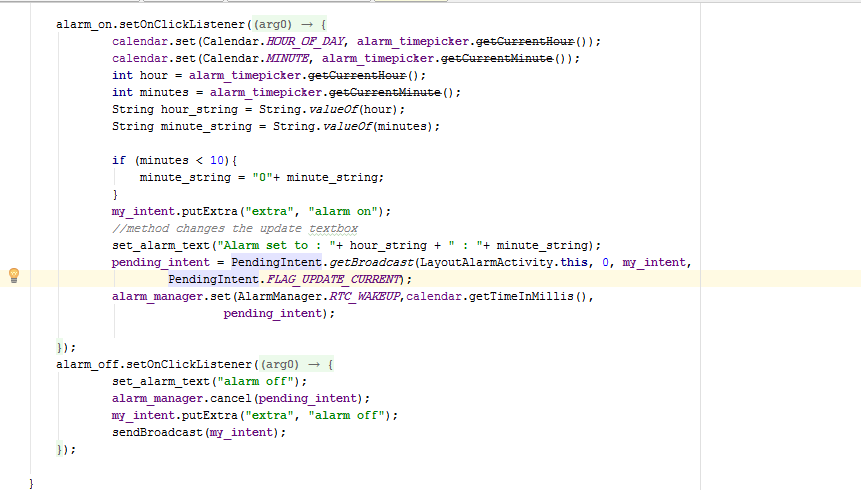 alarm_on.setOnClickListener((arg0) → {
calendar.set(Calendar.HOUR_OF_DAY, alarm_timepicker.getCurrentHour());
calendar.set(Calendar.MINUTE, alarm_timepicker.getCurrentMinute());
int hour = alarm_timepicker.getCurrentHour();
int minutes = alarm_timepicker.getCurrentMinute();
String hour_string = String.valueOf(hour);
String minute_string = String.valueOf(minutes);
if (minutes < 10){
minute_string = "0"+ minute_string;
}
my_intent.putExtra("extra", "alarm on");
//method changes the update textbox
set_alarm_text("Alarm set to : "+ hour_string + " : "+ minute_string);
pending_intent = PendingIntent.getBroadcast(LayoutAlarmActivity.this, 0, my_intent,
PendingIntent.FLAG_UPDATE_CURRENT);
alarm_manager.set(AlarmManager.RTC_WAKEUP,calendar.getTimeInMillis(),
pending_intent);
});
alarm_off.setOnClickListener((arg0) → {
set_alarm_text("alarm off");
alarm_manager.cancel(pending_intent);
my_intent.putExtra("extra", "alarm off");
sendBroadcast(my_intent);
});
}